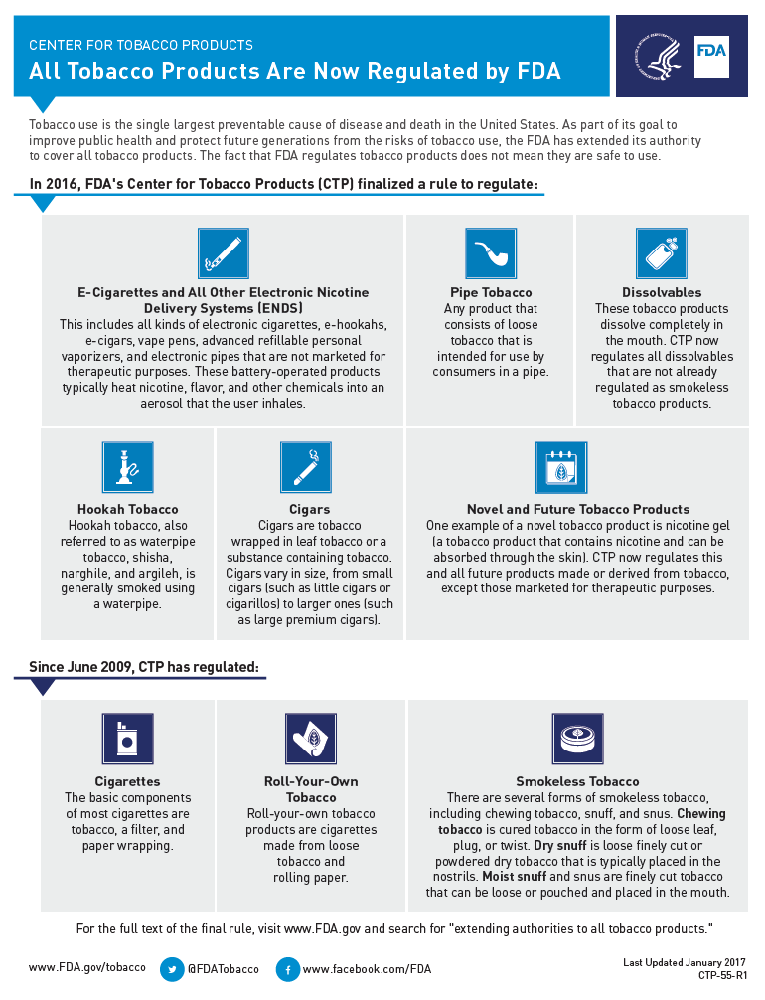 CENTER FOR TOBACCO PRODUCTS
All Tobacco Products Are Now Regulated by FDA
FDA
Tobacco use is the single largest preventable cause of disease and death in the United States. As part of its goal to
improve public health and protect future generations from the risks of tobacco use, the FDA has extended its authority
to cover all tobacco products. The fact that FDA regulates tobacco products does not mean they are safe to use.
In 2016, FDA's Center for Tobacco Products (CTP) finalized a rule to regulate:
E-Cigarettes and All Other Electronic Nicotine
Delivery Systems (ENDS)
This includes all kinds of electronic cigarettes, e-hookahs,
e-cigars, vape pens, advanced refillable personal
vaporizers, and electronic pipes that are not marketed for
therapeutic purposes. These battery-operated products
typically heat nicotine, flavor, and other chemicals into an
aerosol that the user inhales.
Pipe Tobacco
Any product that
consists of loose
tobacco that is
intended for use by
consumers in a pipe.
Dissolvables
These tobacco products
dissolve completely in
the mouth. CTP now
regulates all dissolvables
that are not already
regulated as smokeless
tobacco products.
Hookah Tobacco
Hookah tobacco, also
referred to as waterpipe
tobacco, shisha,
narghile, and argileh, is
generally smoked using
a waterpipe.
Cigars
Cigars are tobacco
wrapped in leaf tobacco or a
substance containing tobacco.
Cigars vary in size, from small
cigars (such as little cigars or
cigarillos) to larger ones (such
as large premium cigars).
Novel and Future Tobacco Products
One example of a novel tobacco product is nicotine gel
(a tobacco product that contains nicotine and can be
absorbed through the skin). CTP now regulates this
and all future products made or derived from tobacco,
except those marketed for therapeutic purposes.
Since June 2009, CTP has regulated:
Cigarettes
The basic components
of most cigarettes are
tobacco, a filter, and
paper wrapping.
Roll-Your-Own
Tobacco
Roll-your-own tobacco
products are cigarettes
made from loose
tobacco and
rolling paper.
Smokeless Tobacco
There are several forms of smokeless tobacco,
including chewing tobacco, snuff, and snus. Chewing
tobacco is cured tobacco in the form of loose leaf,
plug, or twist. Dry snuff is loose finely cut or
powdered dry tobacco that is typically placed in the
nostrils. Moist snuff and snus are finely cut tobacco
that can be loose or pouched and placed in the mouth.
For the full text of the final rule, visit www.FDA.gov and search for "extending authorities to all tobacco products."
www.FDA.gov/tobacco
@FDATobacco
www.facebook.com/FDA
Last Updated January 2017
CTP-55-R1